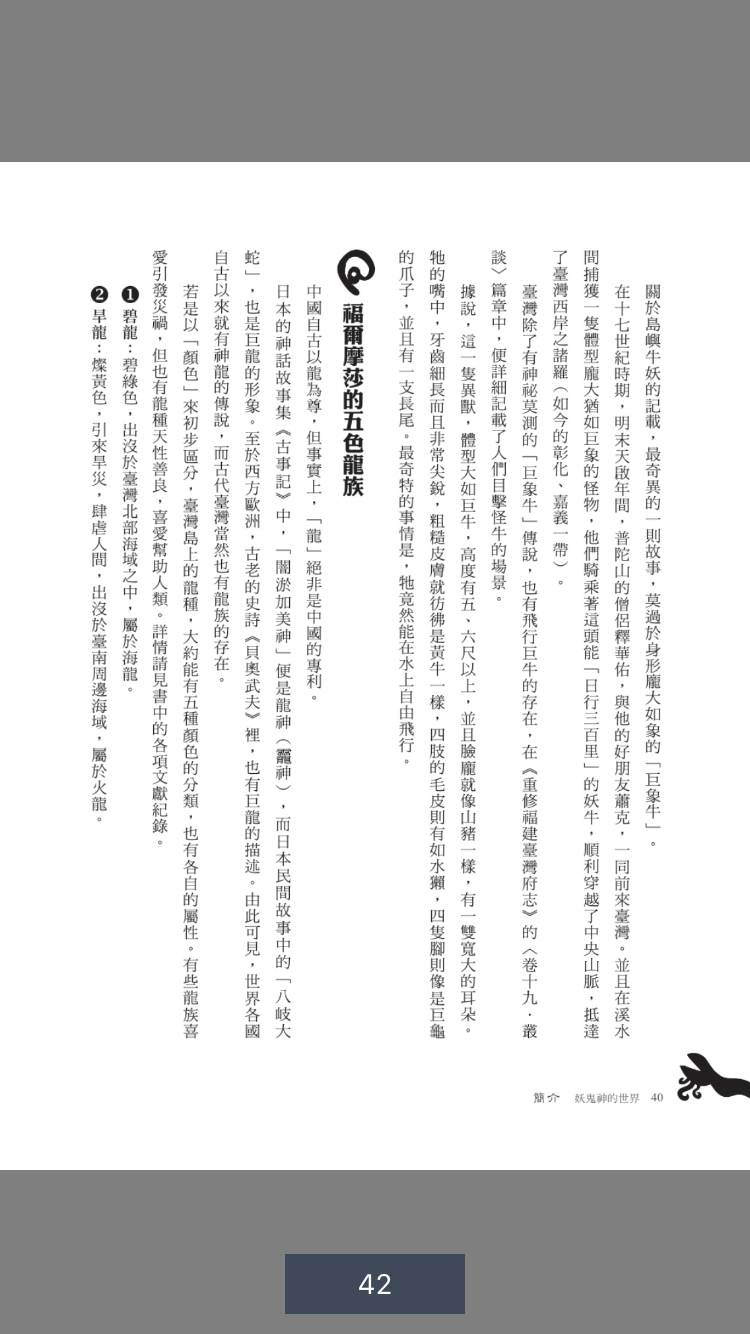 關於島嶼牛妖的記載，最奇異的一則故事，莫過於身形龐大如象的「巨象牛」。
在十七世紀時期，明末天啟年間，普陀山的僧侶釋華佑，與他的好朋友蕭克，一同前來臺灣。並且在溪水
間捕獲一隻體型龐大猶如巨象的怪物，他們騎乘著這頭能「日行三百里」的妖牛，順利穿越了中央山脈，抵達
了臺灣西岸之諸羅（如今的彰化、嘉義一帶）。
臺灣除了有神祕莫測的「巨象牛」傳說，也有飛行巨牛的存在，在《重修福建臺灣府志》的〈卷十九．叢
談〉篇章中，便詳細記載了人們目擊怪牛的場景。
據說，這一隻異獸，體型大如巨牛，高度有五、六尺以上，並且臉龐就像山豬一樣，有一雙寬大的耳朵。
牠的嘴中，牙齒細長而且非常尖銳，粗糙皮膚就彷彿是黃牛一樣，四肢的毛皮則有如水獺，四隻腳則像是巨龜
的爪子，並且有一支長尾。最奇特的事情是，牠竟然能在水上自由飛行。
福爾摩莎的五色龍族
中國自古以龍為尊，但事實上，「龍」絕非是中國的專利。
日本的神話故事集《古事記》中，「闇淤加美神」便是龍神（龗神），而日本民間故事中的「八岐大
蛇」，也是巨龍的形象。至於西方歐洲，古老的史詩《貝奧武夫》裡，也有巨龍的描述。由此可見，世界各國
自古以來就有神龍的傳說，而古代臺灣當然也有龍族的存在。
若是以「顏色」來初步區分，臺灣島上的龍種，大約能有五種顏色的分類，也有各自的屬性。有些龍族喜
愛引發災禍，但也有龍種天性善良，喜愛幫助人類。詳情請見書中的各項文獻紀錄。
❶ 碧龍：碧綠色，出沒於臺灣北部海域之中，屬於海龍。
❷ 旱龍：燦黃色，引來旱災，肆虐人間，出沒於臺南周邊海域，屬於火龍。
簡介 妖鬼神的世界 40
42